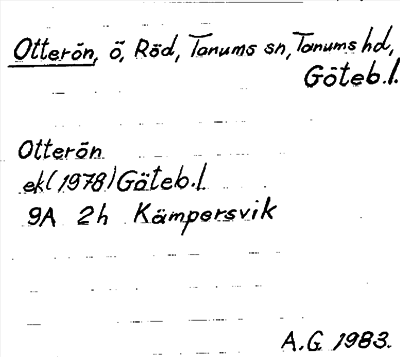 Otterön, ö, Röd, Tanums sn, Tanums hd,
Göteb.l.
Otterön
ek (1978) Göteb.l
9A 2h Kämpersvik
A.G 1983.